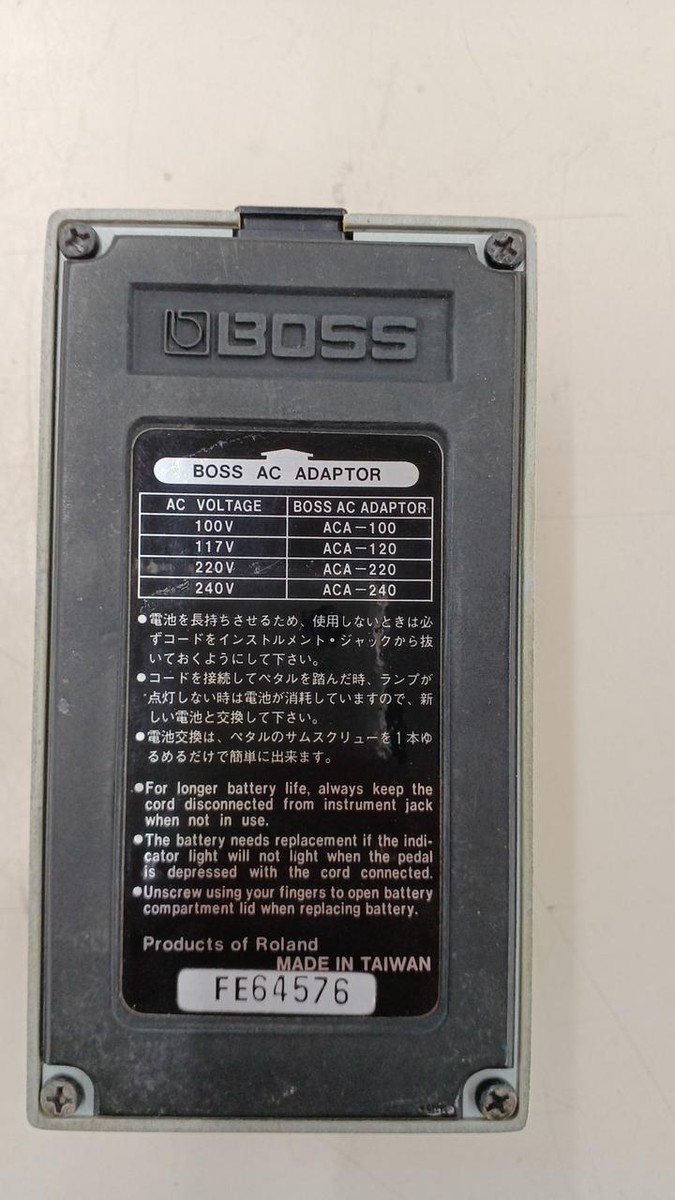 BOSS
BOSS AC ADAPTOR
AC VOLTAGE BOSS AC ADAPTOR
100V ACA-100
117V ACA-120
220V ACA-220
240V ACA-240
●電池を長持ちさせるため、使用しないときは必
ずコードをインストルメント・ジャックから抜
いておくようにして下さい。
●コードを接続してペタルを踏んだ時、ランプが
点灯しない時は電池が消耗していますので、新
しい電池と交換して下さい。
●電池交換は、ペタルのサムスクリューを1本ゆ
るめるだけで簡単に出来ます。
●For longer battery life, always keep the
cord disconnected from instrument jack
when not in use.
●The battery needs replacement if the indi-
cator light will not light when the pedal
is depressed with the cord connected.
●Unscrew using your fingers to open battery
compartment lid when replacing battery.
Products of Roland
MADE IN TAIWAN
FE64576